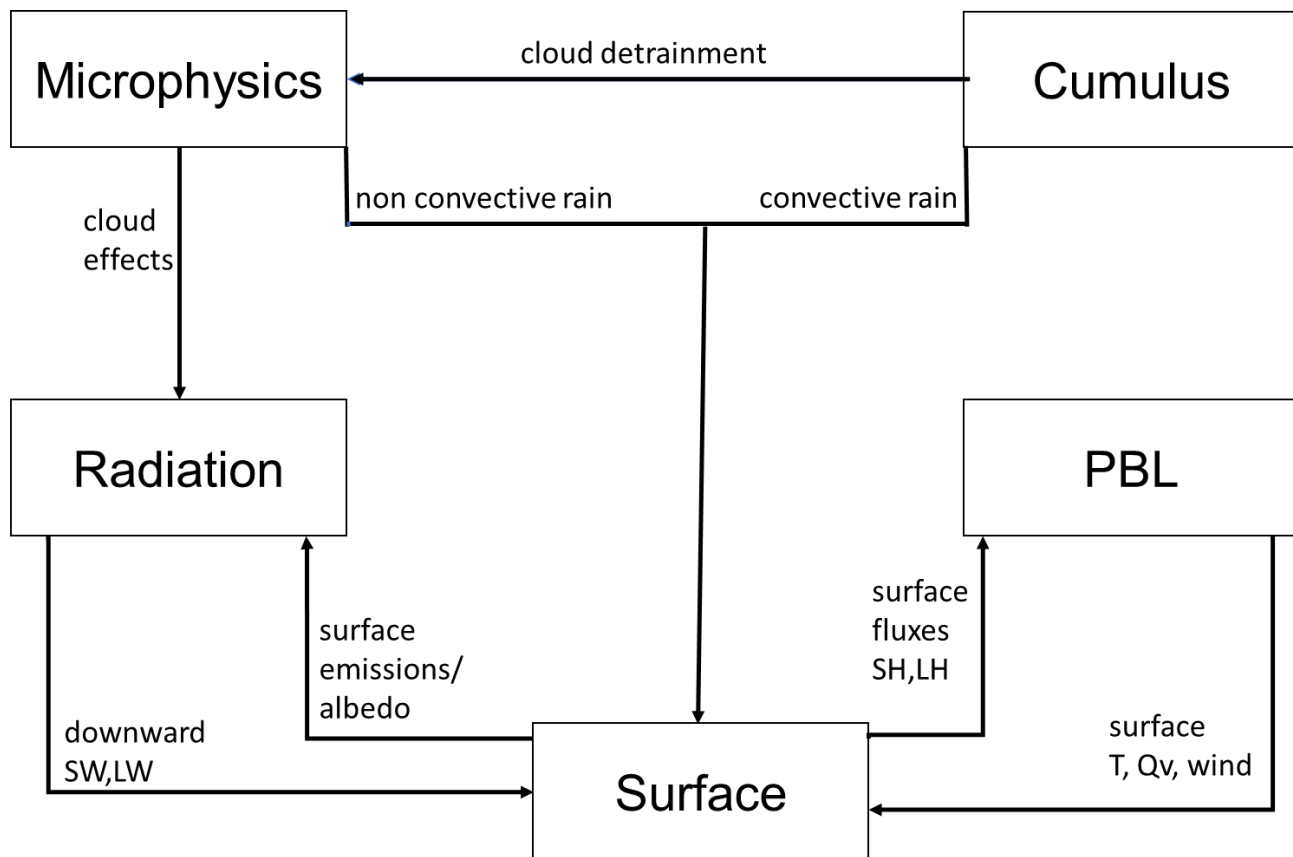 Microphysics
cloud detrainment
Cumulus
non convective rain
convective rain
cloud
effects
Radiation
PBL
surface
emissions/
albedo
surface
fluxes
SH,LH
downward
SW,LW
surface
T, Qv, wind
Surface